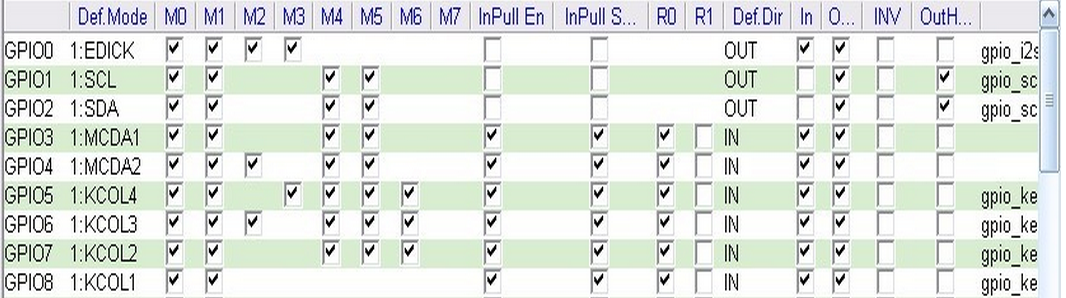 Def.Mode M0 M1 M2 M3 M4 M5 M6 M7 InPull En InPull S... R0 R1 Def.Dir In O... INV OutH...
GPIO0 1:EDICK OUT gpio_i2s
GPIO1 1:SCL OUT gpio_sc
GPIO2 1:SDA OUT gpio_sc
GPIO3 1:MCDA1 IN
GPIO4 1:MCDA2 IN
GPIO5 1:KCOL4 IN gpio_ke
GPIO6 1:KCOL3 IN gpio_ke
GPIO7 1:KCOL2 IN gpio_ke
GPIO8 1:KCOL1 IN gpio_ke